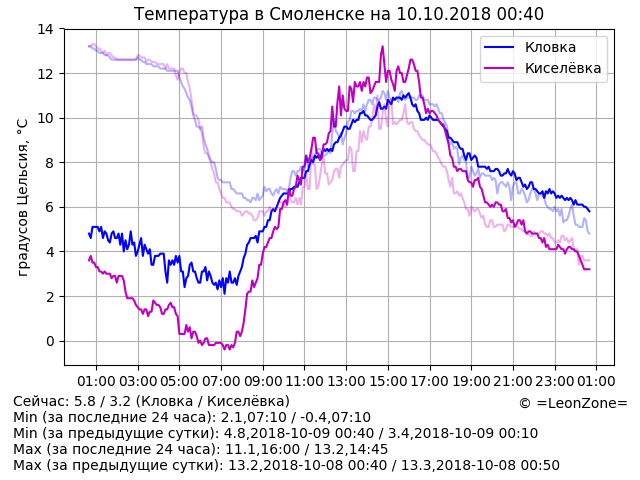 Температура в Смоленске на 10.10.2018 00:40
градусов Цельсия, °C
14
12
10
8
6
4
2
0
Кловка
Киселёвка
01:00 03:00 05:00 07:00 09:00 11:00 13:00 15:00 17:00 19:00 21:00 23:00 01:00
Сейчас: 5.8 / 3.2 (Кловка / Киселёвка)
© =LeonZone=
Min (за последние 24 часа): 2.1,07:10 / -0.4,07:10
Min (за предыдущие сутки): 4.8,2018-10-09 00:40 / 3.4,2018-10-09 00:10
Max (за последние 24 часа): 11.1,16:00 / 13.2,14:45
Max (за предыдущие сутки): 13.2,2018-10-08 00:40 / 13.3,2018-10-08 00:50